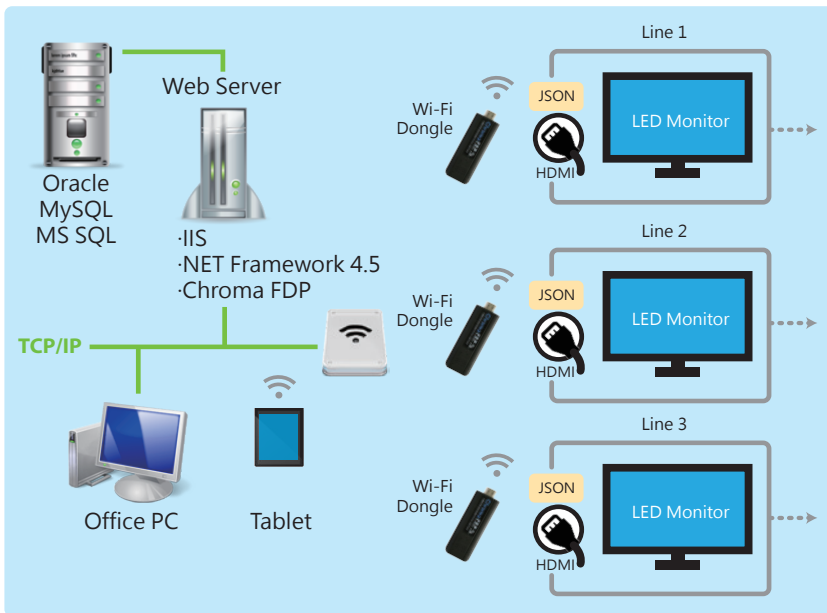 Web Server
Oracle
MySQL
MS SQL
·IIS
·NET Framework 4.5
·Chroma FDP
TCP/IP
Office PC
Tablet
Line 1
Wi-Fi
Dongle
JSON
HDMI
LED Monitor
Line 2
Wi-Fi
Dongle
JSON
HDMI
LED Monitor
Line 3
Wi-Fi
Dongle
JSON
HDMI
LED Monitor